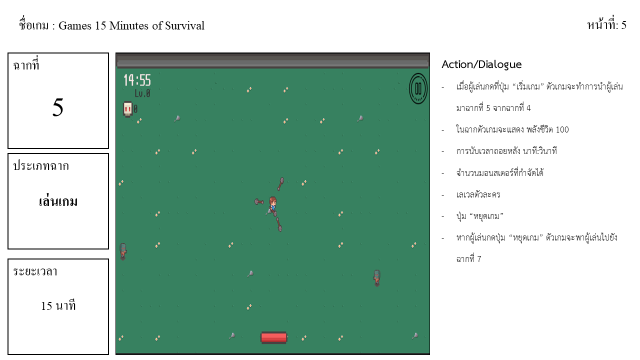 ชื่อเกม : Games 15 Minutes of Survival
หน้าที่: 5
ฉากที่
5
ประเภทฉาก
เล่นเกม
ระยะเวลา
15 นาที
14:55
Lv.0
0
Action/Dialogue
- เมื่อผู้เล่นกดที่ปุ่ม “เริ่มเกม” ตัวเกมจะทำการนำผู้เล่น
มาฉากที่ 5 จากฉากที่ 4
- ในฉากตัวเกมจะแสดง พลังชีวิต 100
- การนับเวลาถอยหลัง นาที:วินาที
- จำนวนมอนสเตอร์ที่กำจัดได้
- เลเวลตัวละคร
- ปุ่ม “หยุดเกม”
- หากผู้เล่นกดปุ่ม “หยุดเกม” ตัวเกมจะพาผู้เล่นไปยัง
ฉากที่ 7